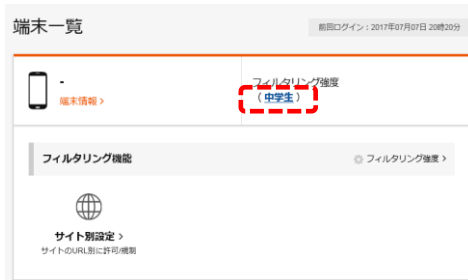 端末一覧
前回ログイン：2017年07月07日 20時20分
-
端末情報 >
フィルタリング強度
（中学生）
フィルタリング機能
フィルタリング強度 >
サイト別設定 >
サイトのURL別に許可/規制